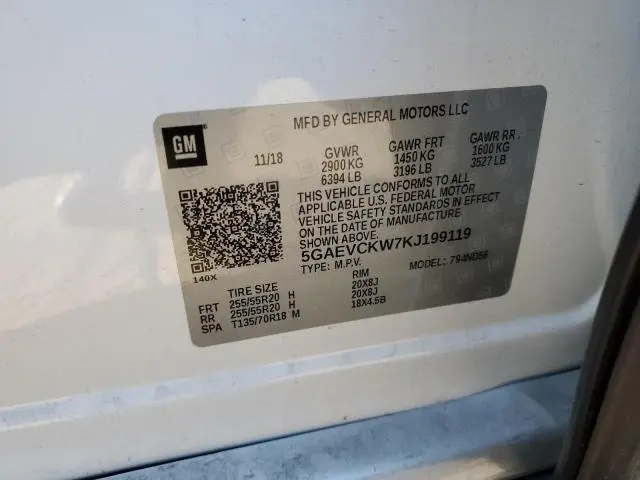 MFD BY GENERAL MOTORS LLC
GM
11/18
GVWR GAWR FRT GAWR RR.
2900 KG 1450 KG 1600 KG
6394 LB 3196 LB 3527 LB
THIS VEHICLE CONFORMS TO ALL
APPLICABLE U.S. FEDERAL MOTOR
VEHICLE SAFETY STANDARDS IN EFFECT
ON THE DATE OF MANUFACTURE
SHOWN ABOVE.
5GAEVCKW7KJ199119
TYPE: M.P.V. MODEL: 794ND56
140X
TIRE SIZE RIM
FRT 255/55R20 H 20X8J
RR 255/55R20 H 20X8J
SPA T135/70R18 M 18X4.5B